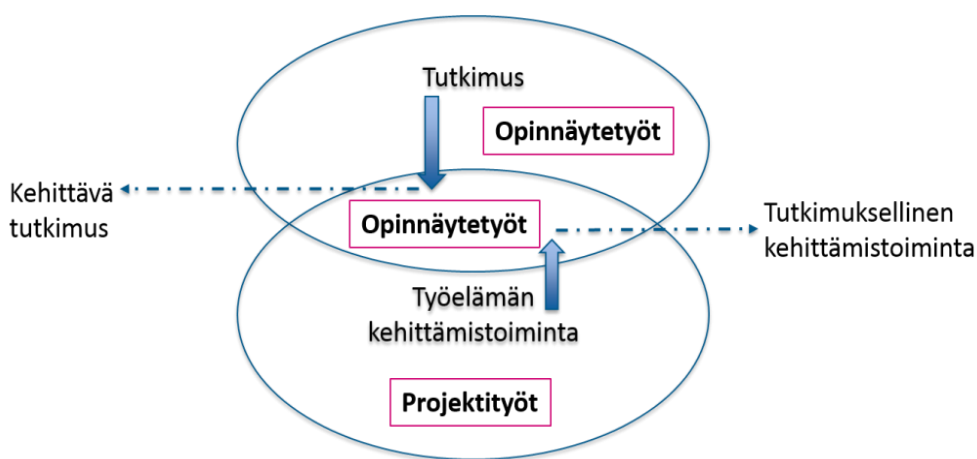 Tutkimus
Opinnäytetyöt
Kehittävä
tutkimus
Opinnäytetyöt
Tutkimuksellinen
kehittämistoiminta
Työelämän
kehittämistoiminta
Projektityöt